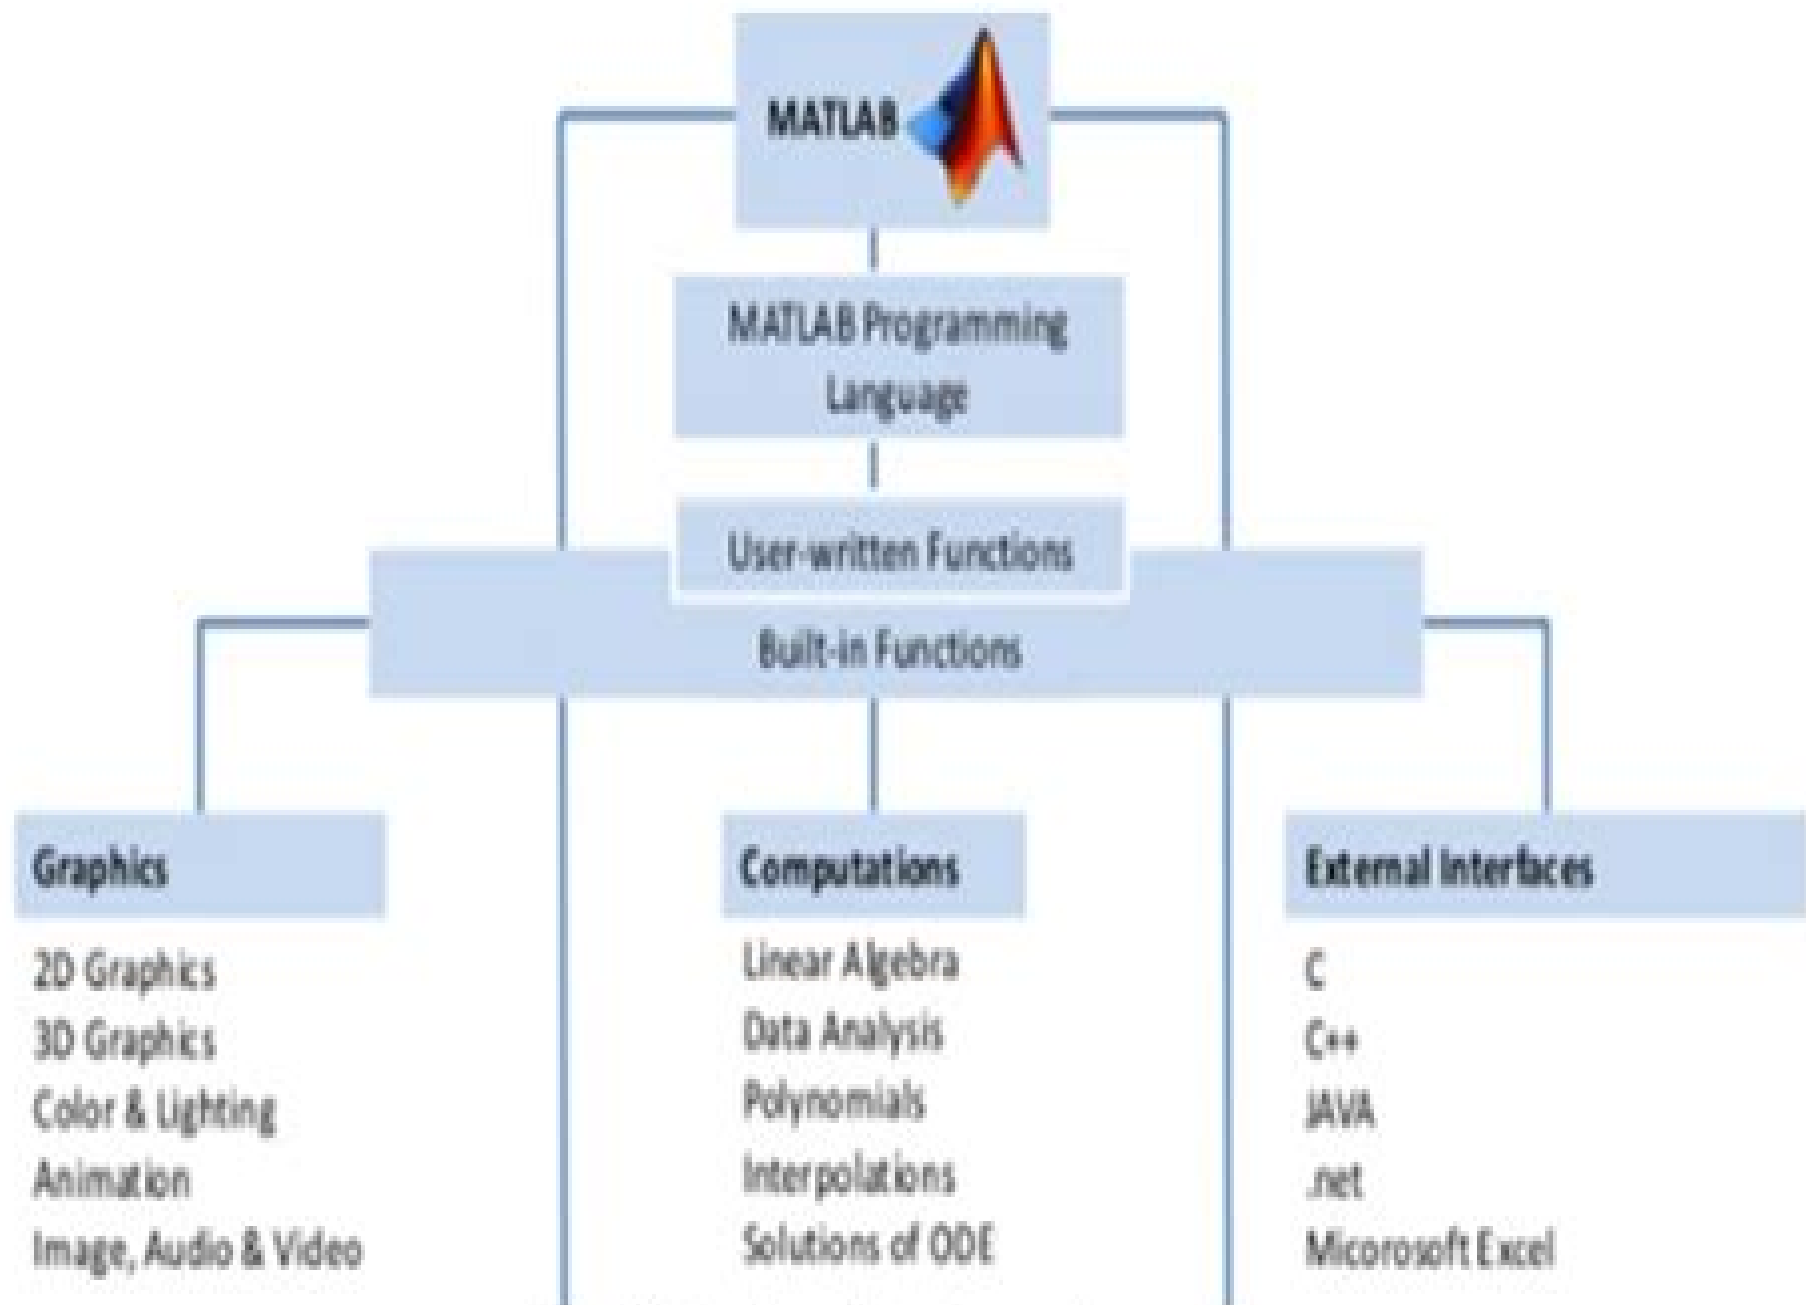 MATLAB
MATLAB Programming
Language
User-written Functions
Built-in Functions
Graphics
2D Graphics
3D Graphics
Color & Lighting
Animation
Image, Audio & Video
Computations
Linear Algebra
Data Analysis
Polynomials
Interpolations
Solutions of ODE
External Interfaces
C
C++
JAVA
.net
Micorosoft Excel